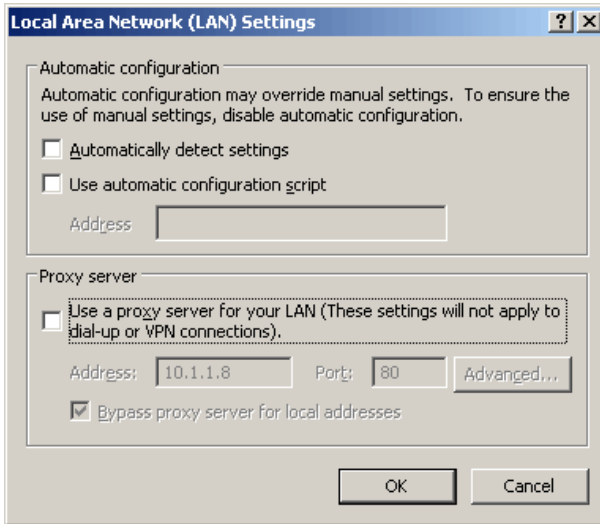 Local Area Network (LAN) Settings
Automatic configuration
Automatic configuration may override manual settings. To ensure the
use of manual settings, disable automatic configuration.
Automatically detect settings
Use automatic configuration script
Address
Proxy server
Use a proxy server for your LAN (These settings will not apply to
dial-up or VPN connections).
Address: 10.1.1.8 Port: 80 Advanced...
Bypass proxy server for local addresses
OK Cancel